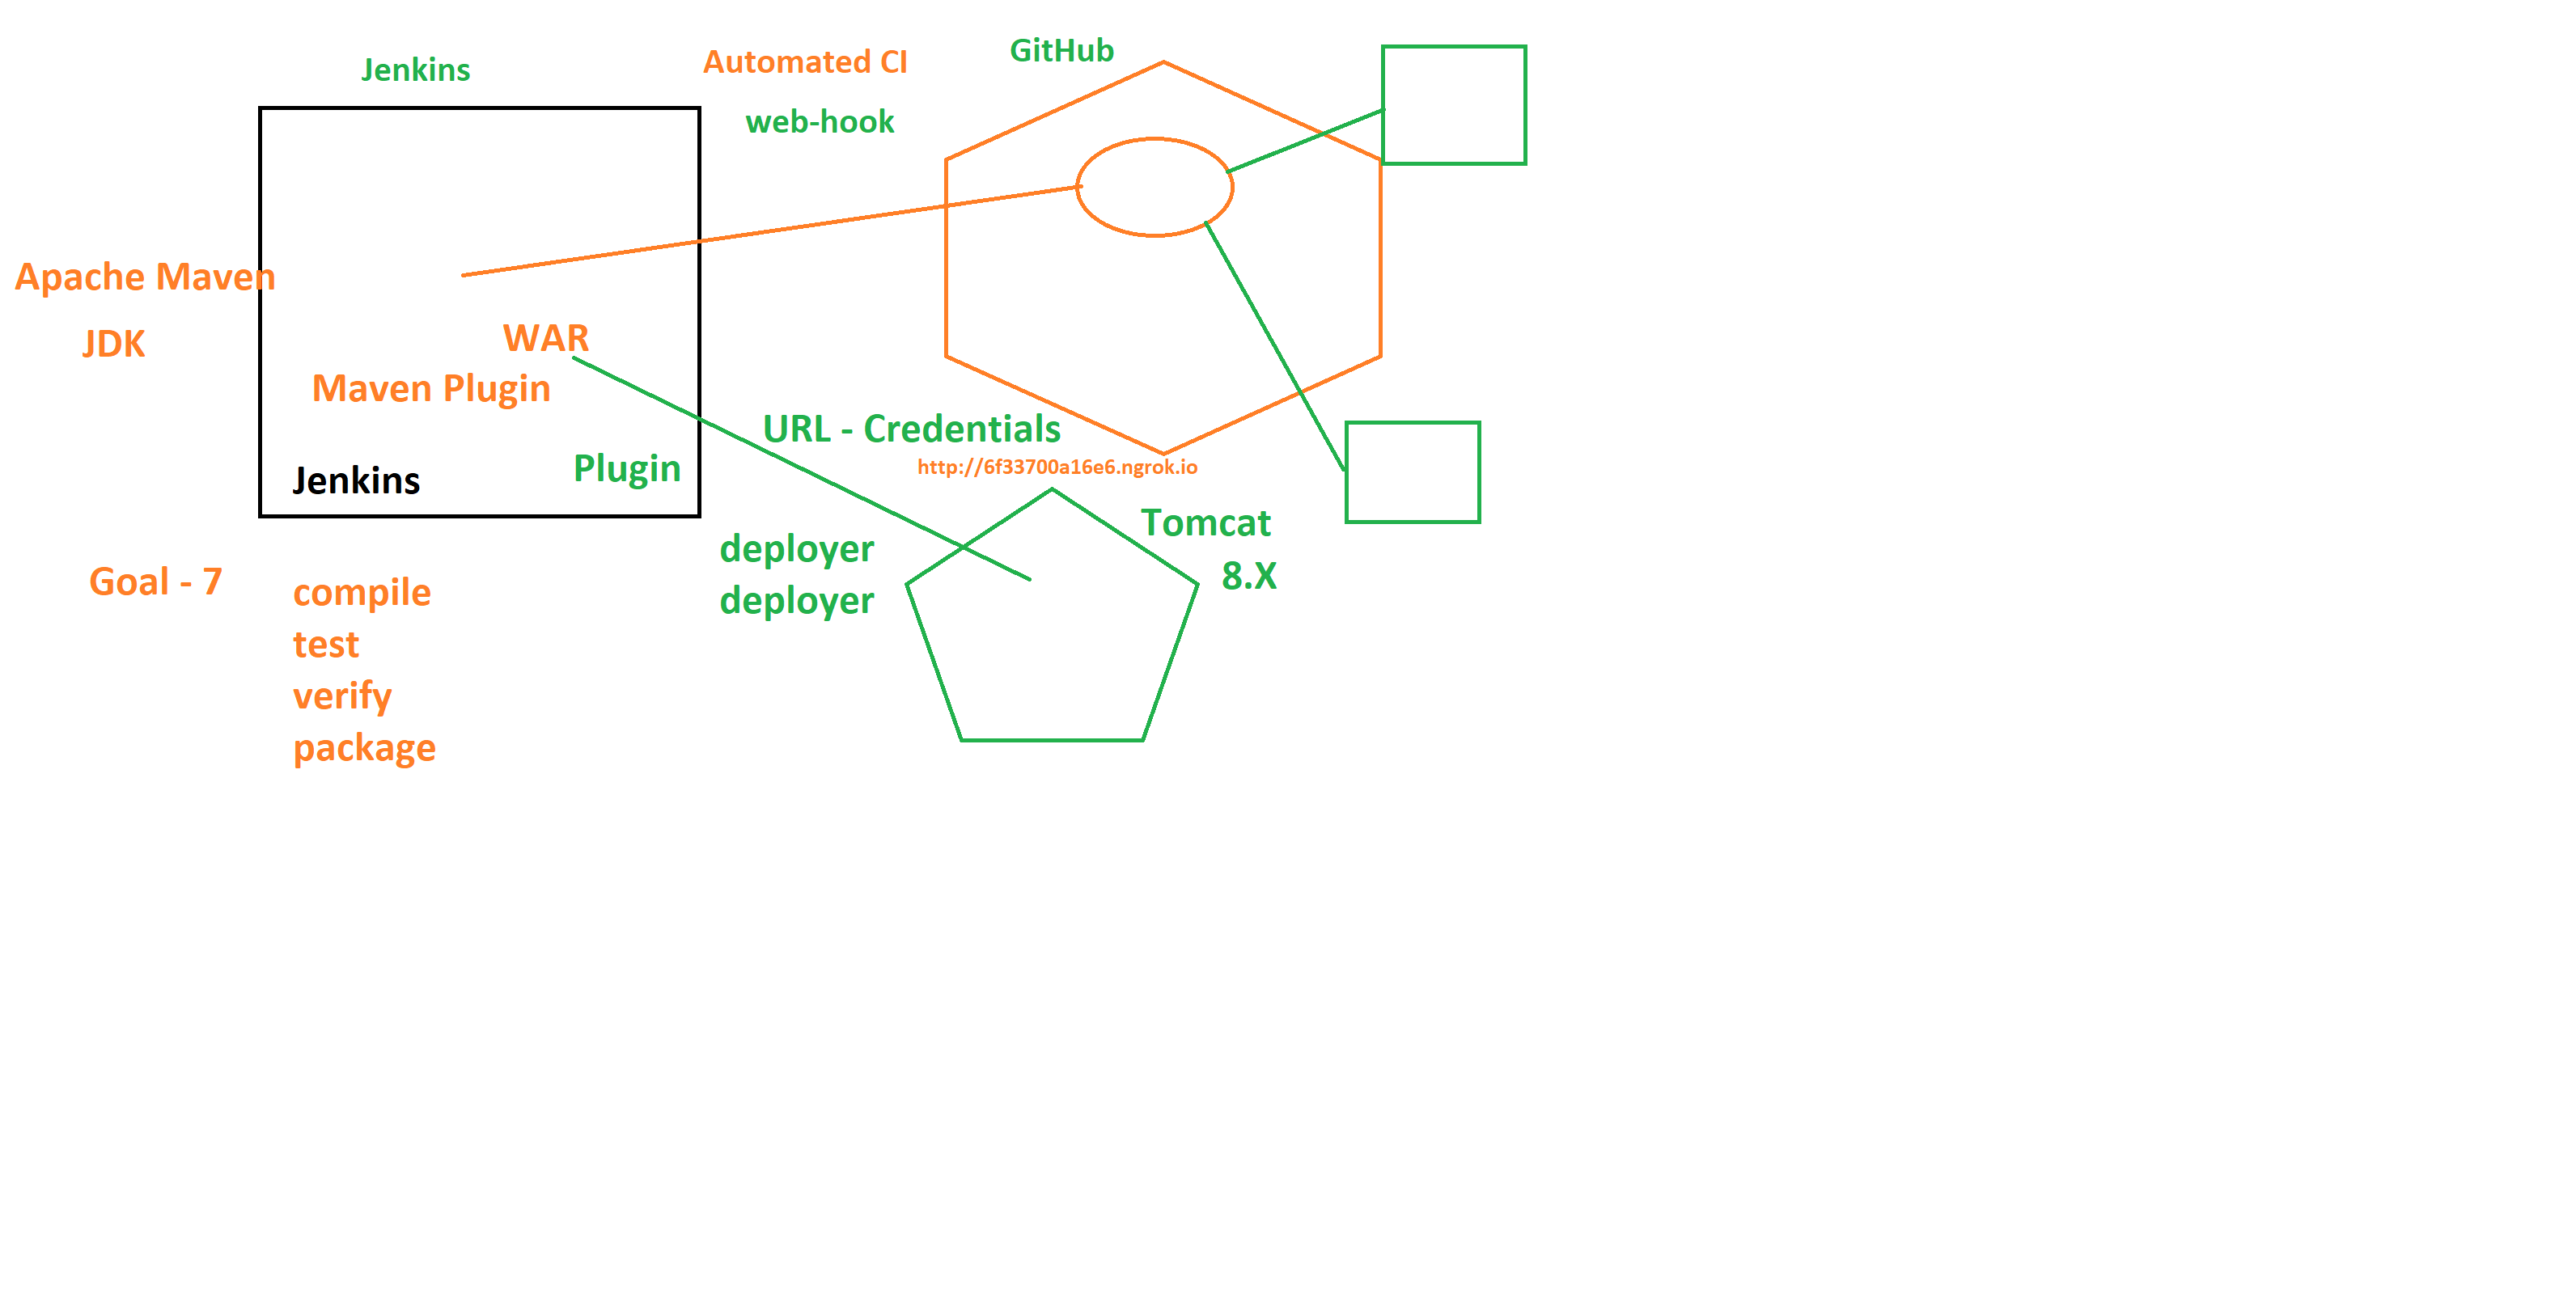 Jenkins
Automated CI
GitHub
web-hook
Apache Maven
JDK
WAR
Maven Plugin
Plugin
Jenkins
URL - Credentials
http://6f33700a16e6.ngrok.io
Tomcat
8.X
deployer
deployer
Goal - 7
compile
test
verify
package